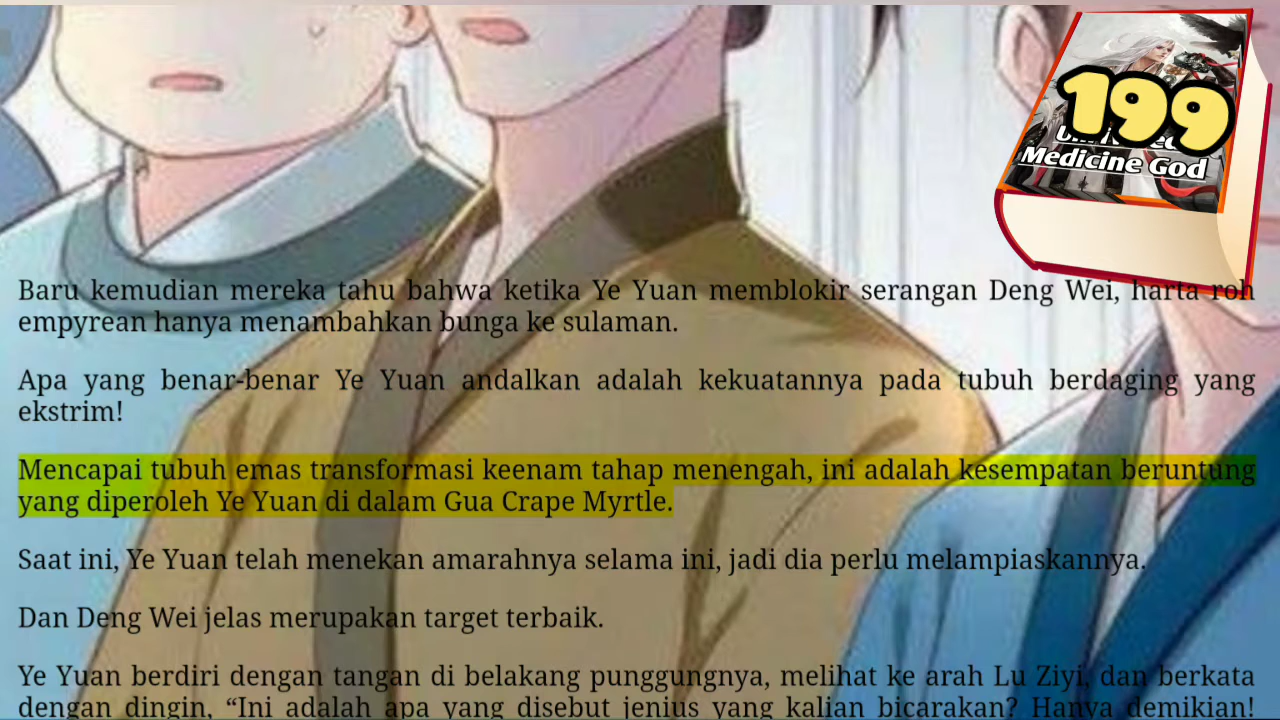 199
Medicine God
Baru kemudian mereka tahu bahwa ketika Ye Yuan memblokir serangan Deng Wei, harta roh
empyrean hanya menambahkan bunga ke sulaman.
Apa yang benar-benar Ye Yuan andalkan adalah kekuatannya pada tubuh berdaging yang
ekstrim!
Mencapai tubuh emas transformasi keenam tahap menengah, ini adalah kesempatan beruntung
yang diperoleh Ye Yuan di dalam Gua Crape Myrtle.
Saat ini, Ye Yuan telah menekan amarahnya selama ini, jadi dia perlu melampiaskannya.
Dan Deng Wei jelas merupakan target terbaik.
Ye Yuan berdiri dengan tangan di belakang punggungnya, melihat ke arah Lu Ziyi, dan berkata
dengan dingin, “Ini adalah apa yang disebut jenius yang kalian bicarakan? Hanya demikian!